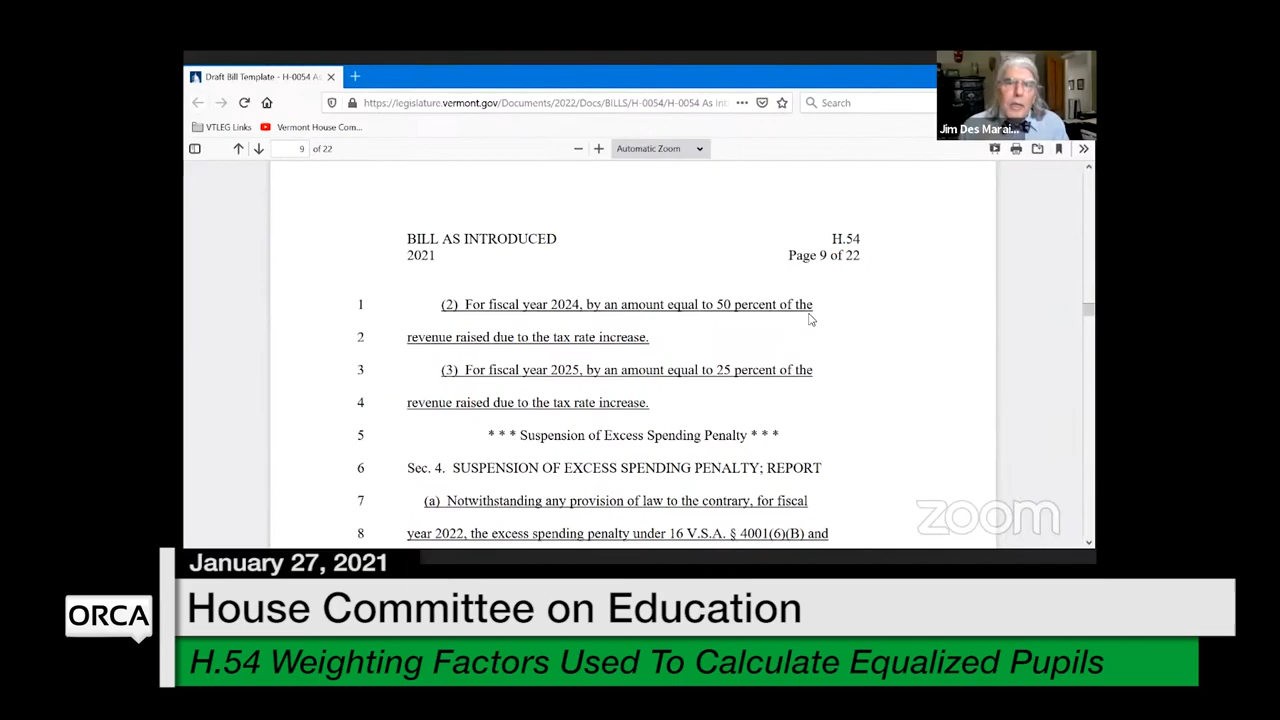 Draft Bill Template - H-0054 As
https://legislature.vermont.gov/Documents/2022/Docs/BILLS/H-0054/H-0054 As Int
Search
VTLEG Links
Vermont House Com...
Jim Des Marai...
9 of 22
Automatic Zoom
BILL AS INTRODUCED H.54
2021 Page 9 of 22
1 (2) For fiscal year 2024, by an amount equal to 50 percent of the
2 revenue raised due to the tax rate increase.
3 (3) For fiscal year 2025, by an amount equal to 25 percent of the
4 revenue raised due to the tax rate increase.
5 * * * Suspension of Excess Spending Penalty * * *
6 Sec. 4. SUSPENSION OF EXCESS SPENDING PENALTY; REPORT
7 (a) Notwithstanding any provision of law to the contrary, for fiscal
8 year 2022, the excess spending penalty under 16 V.S.A. § 4001(6)(B) and
zoom
January 27, 2021
ORCA
House Committee on Education
H.54 Weighting Factors Used To Calculate Equalized Pupils